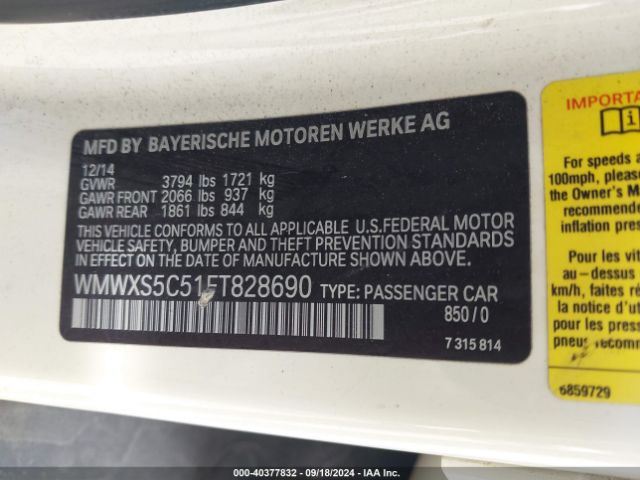 MFD BY BAYERISCHE MOTOREN WERKE AG
12/14
GVWR 3794 lbs 1721 kg
GAWR FRONT 2066 lbs 937 kg
GAWR REAR 1861 lbs 844 kg
THIS VEHICLE CONFORMS TO ALL APPLICABLE U.S.FEDERAL MOTOR
VEHICLE SAFETY, BUMPER AND THEFT PREVENTION STANDARDS
IN EFFECT ON THE DATE OF MANUFACTURE SHOWN ABOVE.
WMWXS5C51FT828690 TYPE: PASSENGER CAR
850 / 0
7 315 814
IMPORTA
For speeds a
100mph, please
the Owner's Ma
recommende
inflation pres
Pour les vit
au - dessus
km/h, faites ré
la notice d'ut
pour les press
pneus recomm
6859729
000-40377832 - 09/18/2024 - IAA Inc.